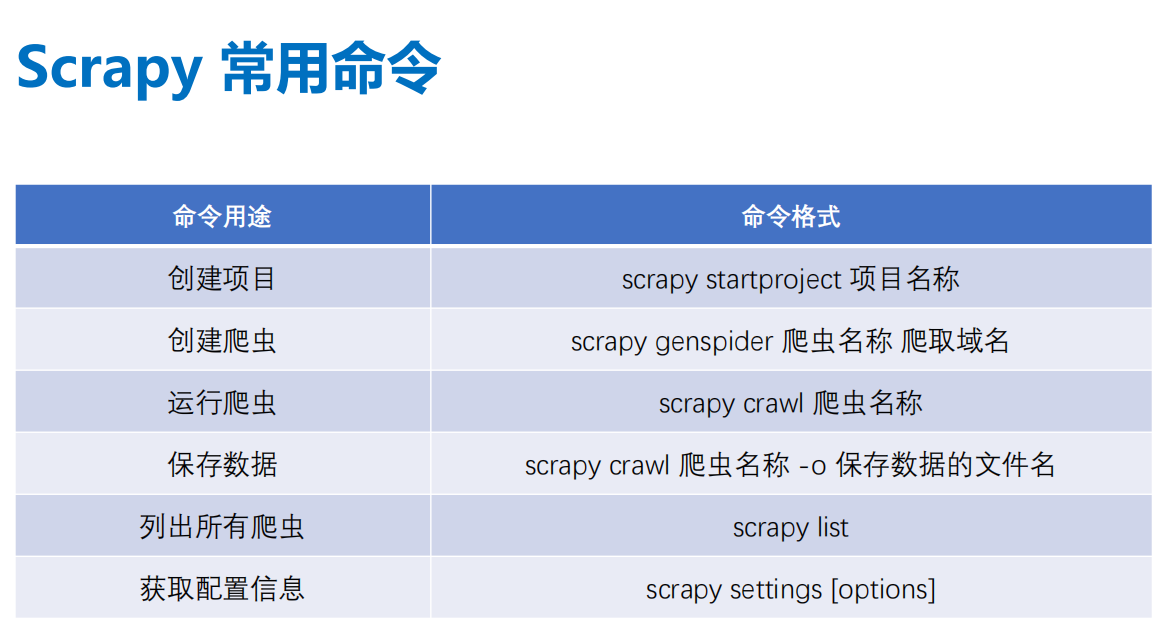 Scrapy 常用命令
命令用途 命令格式
创建项目 scrapy startproject 项目名称
创建爬虫 scrapy genspider 爬虫名称 爬取域名
运行爬虫 scrapy crawl 爬虫名称
保存数据 scrapy crawl 爬虫名称 -o 保存数据的文件名
列出所有爬虫 scrapy list
获取配置信息 scrapy settings [options]